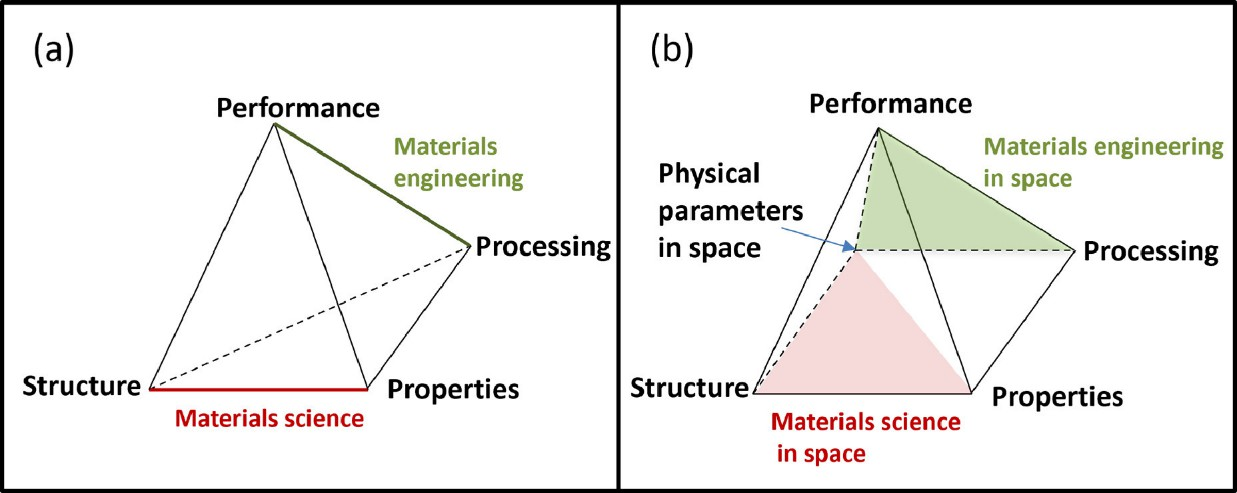 (a)
Performance
Materials
engineering
Processing
Structure
Properties
Materials science
(b)
Performance
Materials engineering
in space
Physical
parameters
in space
Processing
Structure
Properties
Materials science
in space